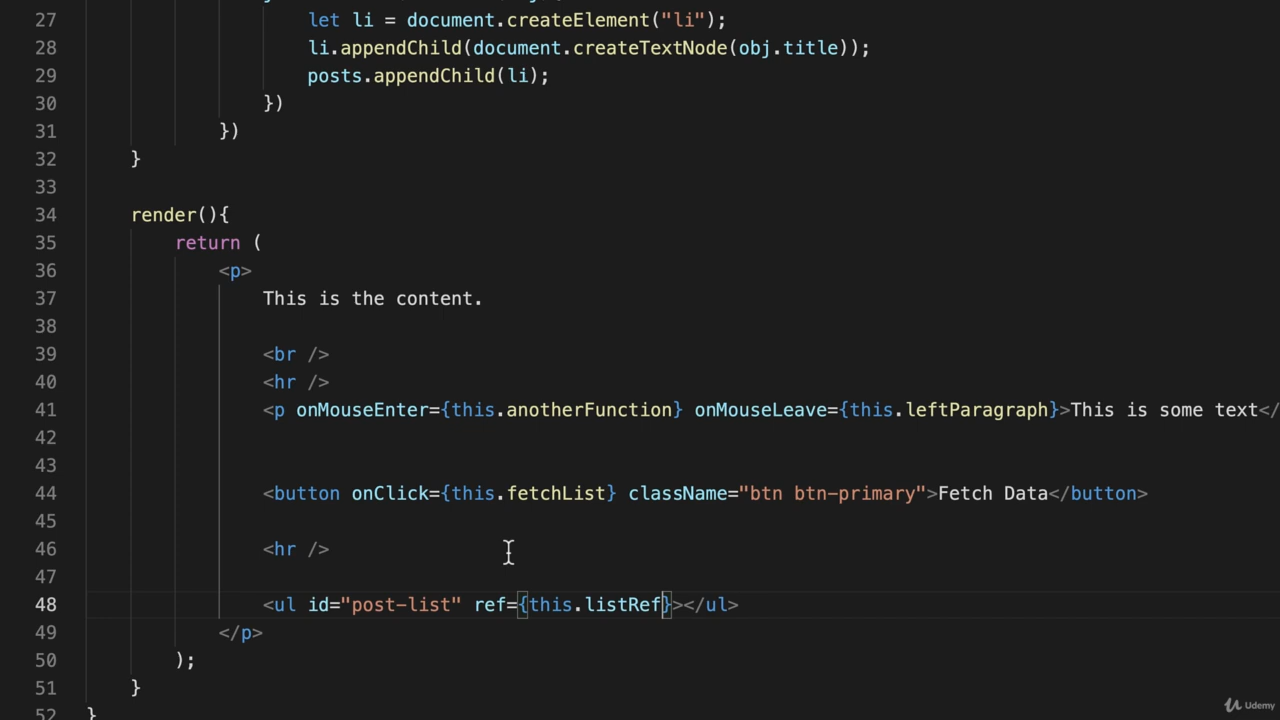 27 let li = document.createElement("li");
28 li.appendChild(document.createTextNode(obj.title));
29 posts.appendChild(li);
30 })
31 })
32 }
33
34 render(){
35 return (
36 <p>
37 This is the content.
38
39 <br />
40 <hr />
41 <p onMouseEnter={this.anotherFunction} onMouseLeave={this.leftParagraph}>This is some text</
42
43
44 <button onClick={this.fetchList} className="btn btn-primary">Fetch Data</button>
45
46 <hr />
47
48 <ul id="post-list" ref={this.listRef}></ul>
49 </p>
50 );
51 }
52 }
Udemy